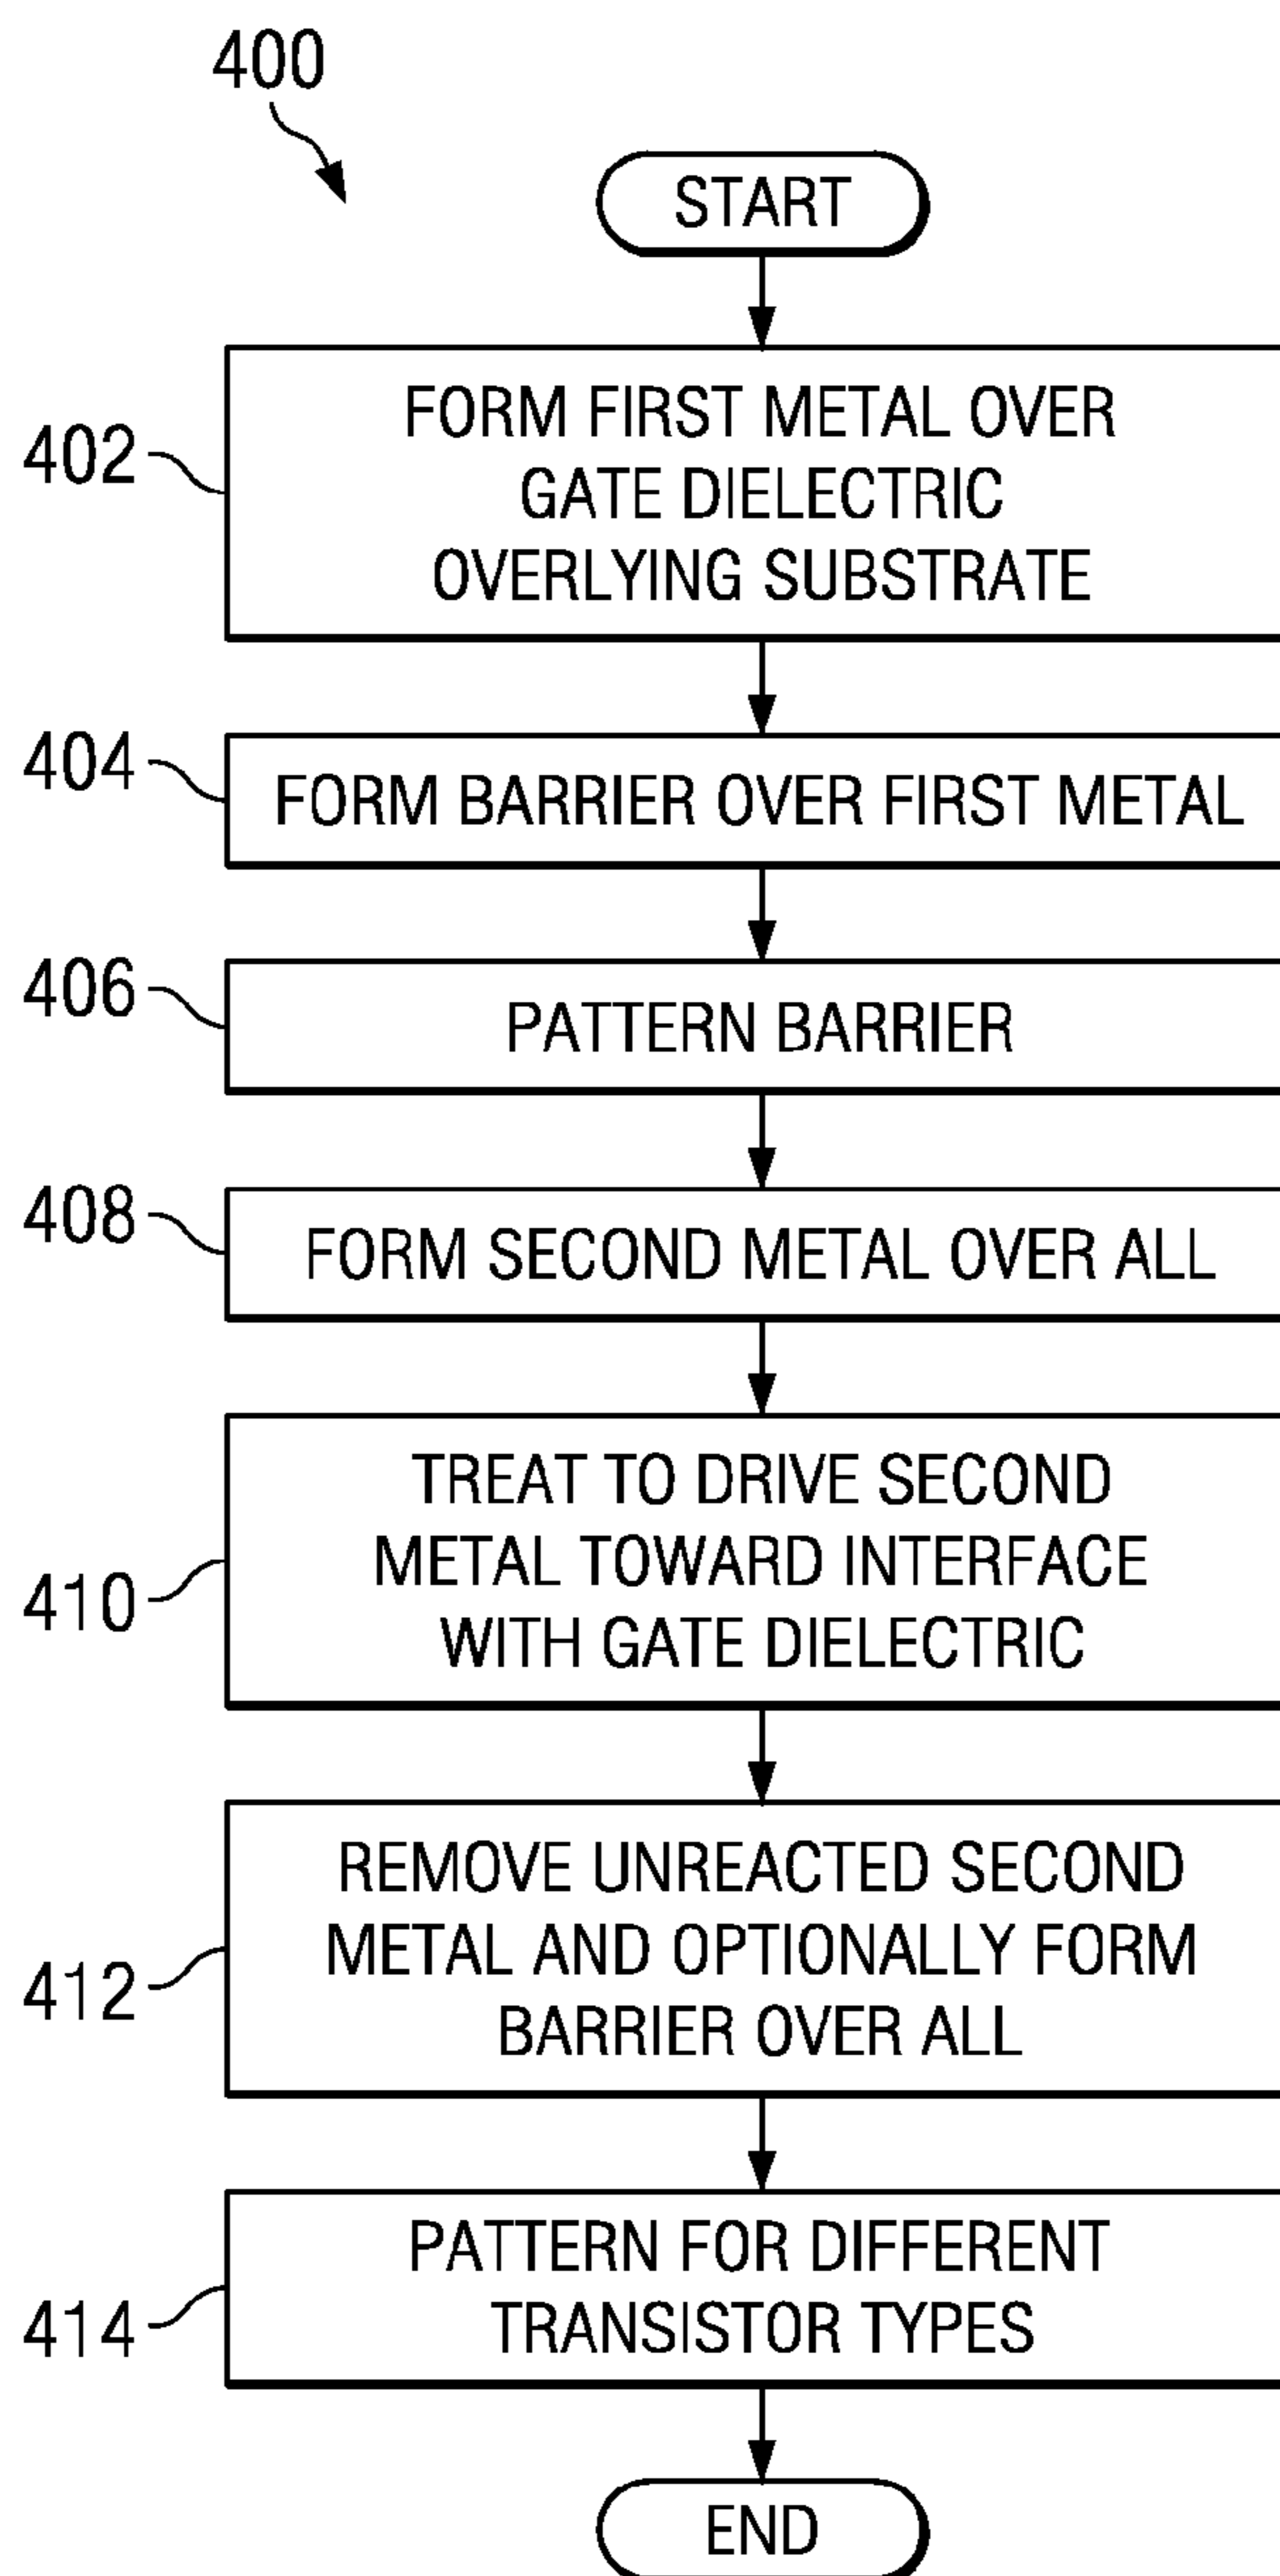 400
START
402
FORM FIRST METAL OVER
GATE DIELECTRIC
OVERLYING SUBSTRATE
404
FORM BARRIER OVER FIRST METAL
406
PATTERN BARRIER
408
FORM SECOND METAL OVER ALL
410
TREAT TO DRIVE SECOND
METAL TOWARD INTERFACE
WITH GATE DIELECTRIC
412
REMOVE UNREACTED SECOND
METAL AND OPTIONALLY FORM
BARRIER OVER ALL
414
PATTERN FOR DIFFERENT
TRANSISTOR TYPES
END